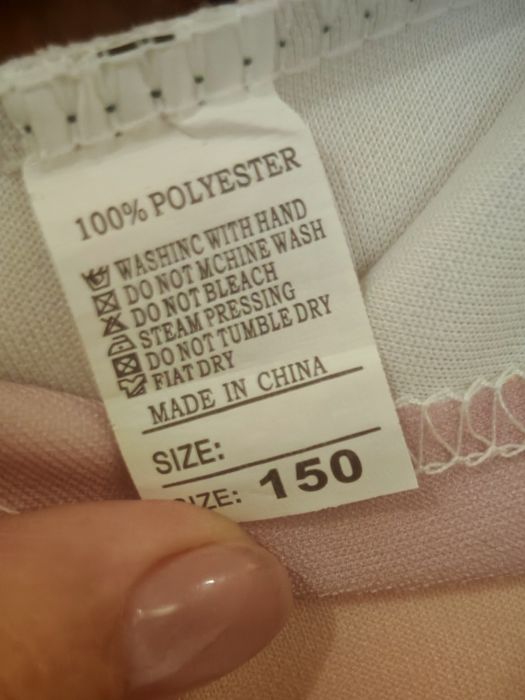 100% POLYESTER
WASHINC WITH HAND
DO NOT MCHINE WASH
DO NOT BLEACH
STEAM PRESSING
DO NOT TUMBLE DRY
FIAT DRY
MADE IN CHINA
SIZE:
SIZE: 150